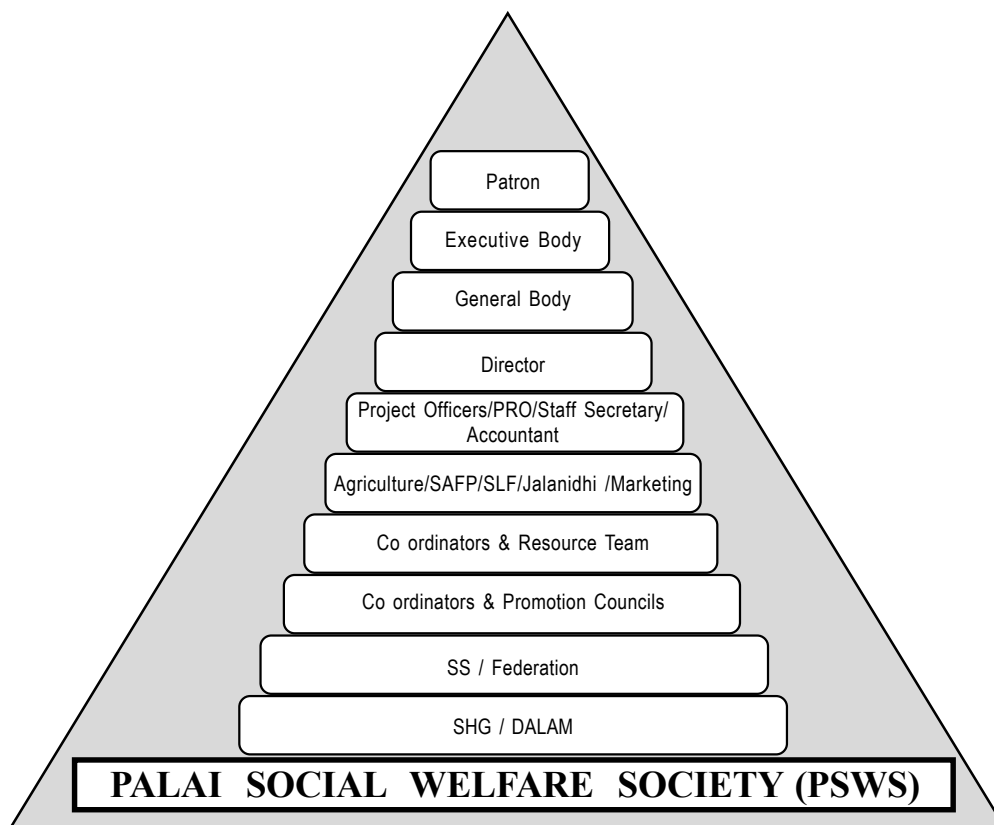 Patron
Executive Body
General Body
Director
Project Officers/PRO/Staff Secretary/
Accountant
Agriculture/SAFP/SLF/Jalanidhi /Marketing
Co ordinators & Resource Team
Co ordinators & Promotion Councils
SS / Federation
SHG / DALAM
PALAI SOCIAL WELFARE SOCIETY (PSWS)